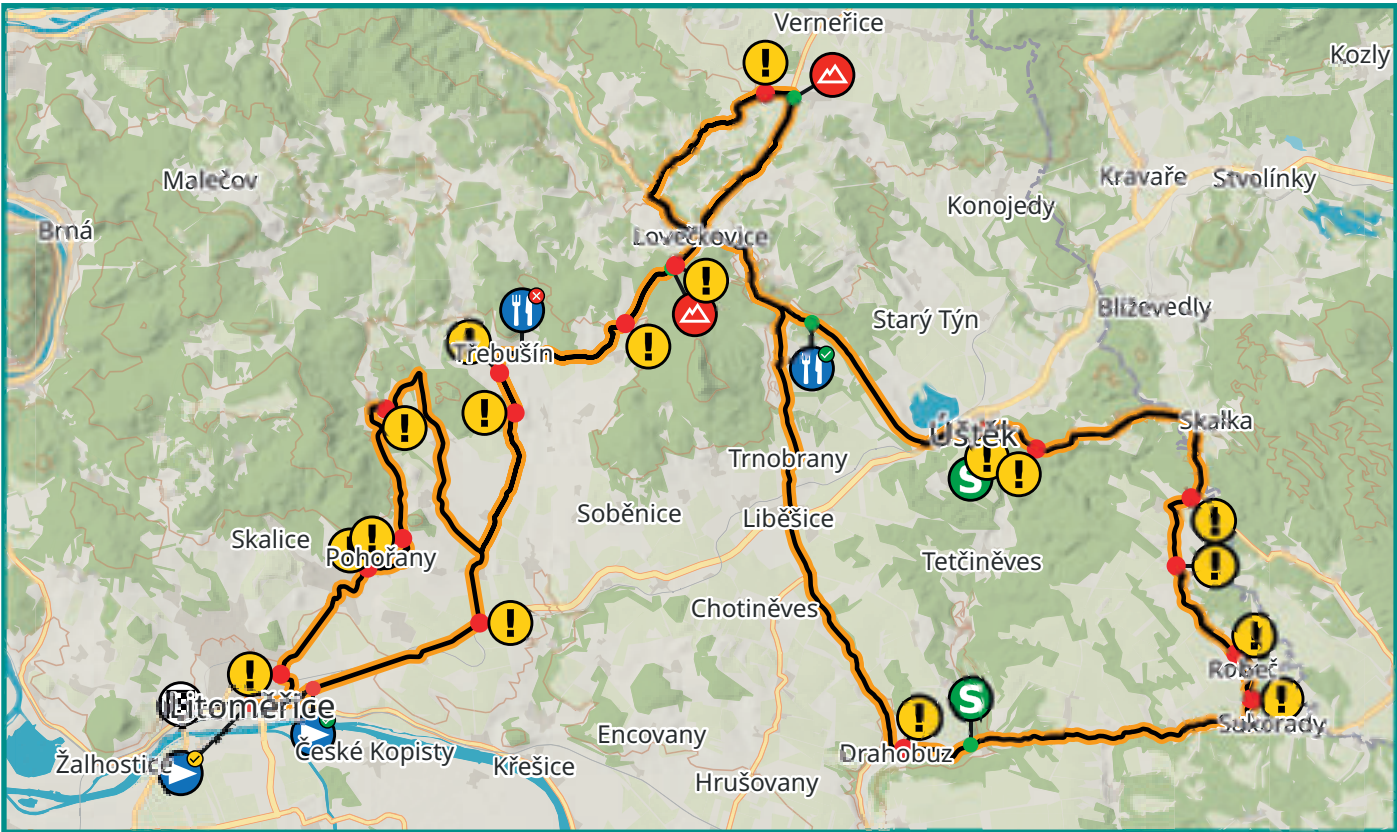 Verneřice
Kozly
Malečov
Kravaře
Stvolínky
Konojedy
Brná
Lovečkovice
Blíževedly
Starý Týn
Třebušín
Skalka
Úštěk
Trnobrany
S
Soběnice
Liběšice
Skalice
Pohořany
Tetčiněves
Chotiněves
Robeč
S
Litoměřice
Sukorady
Encovany
České Kopisty
Drahobuz
Žalhostice
Křešice
Hrušovany